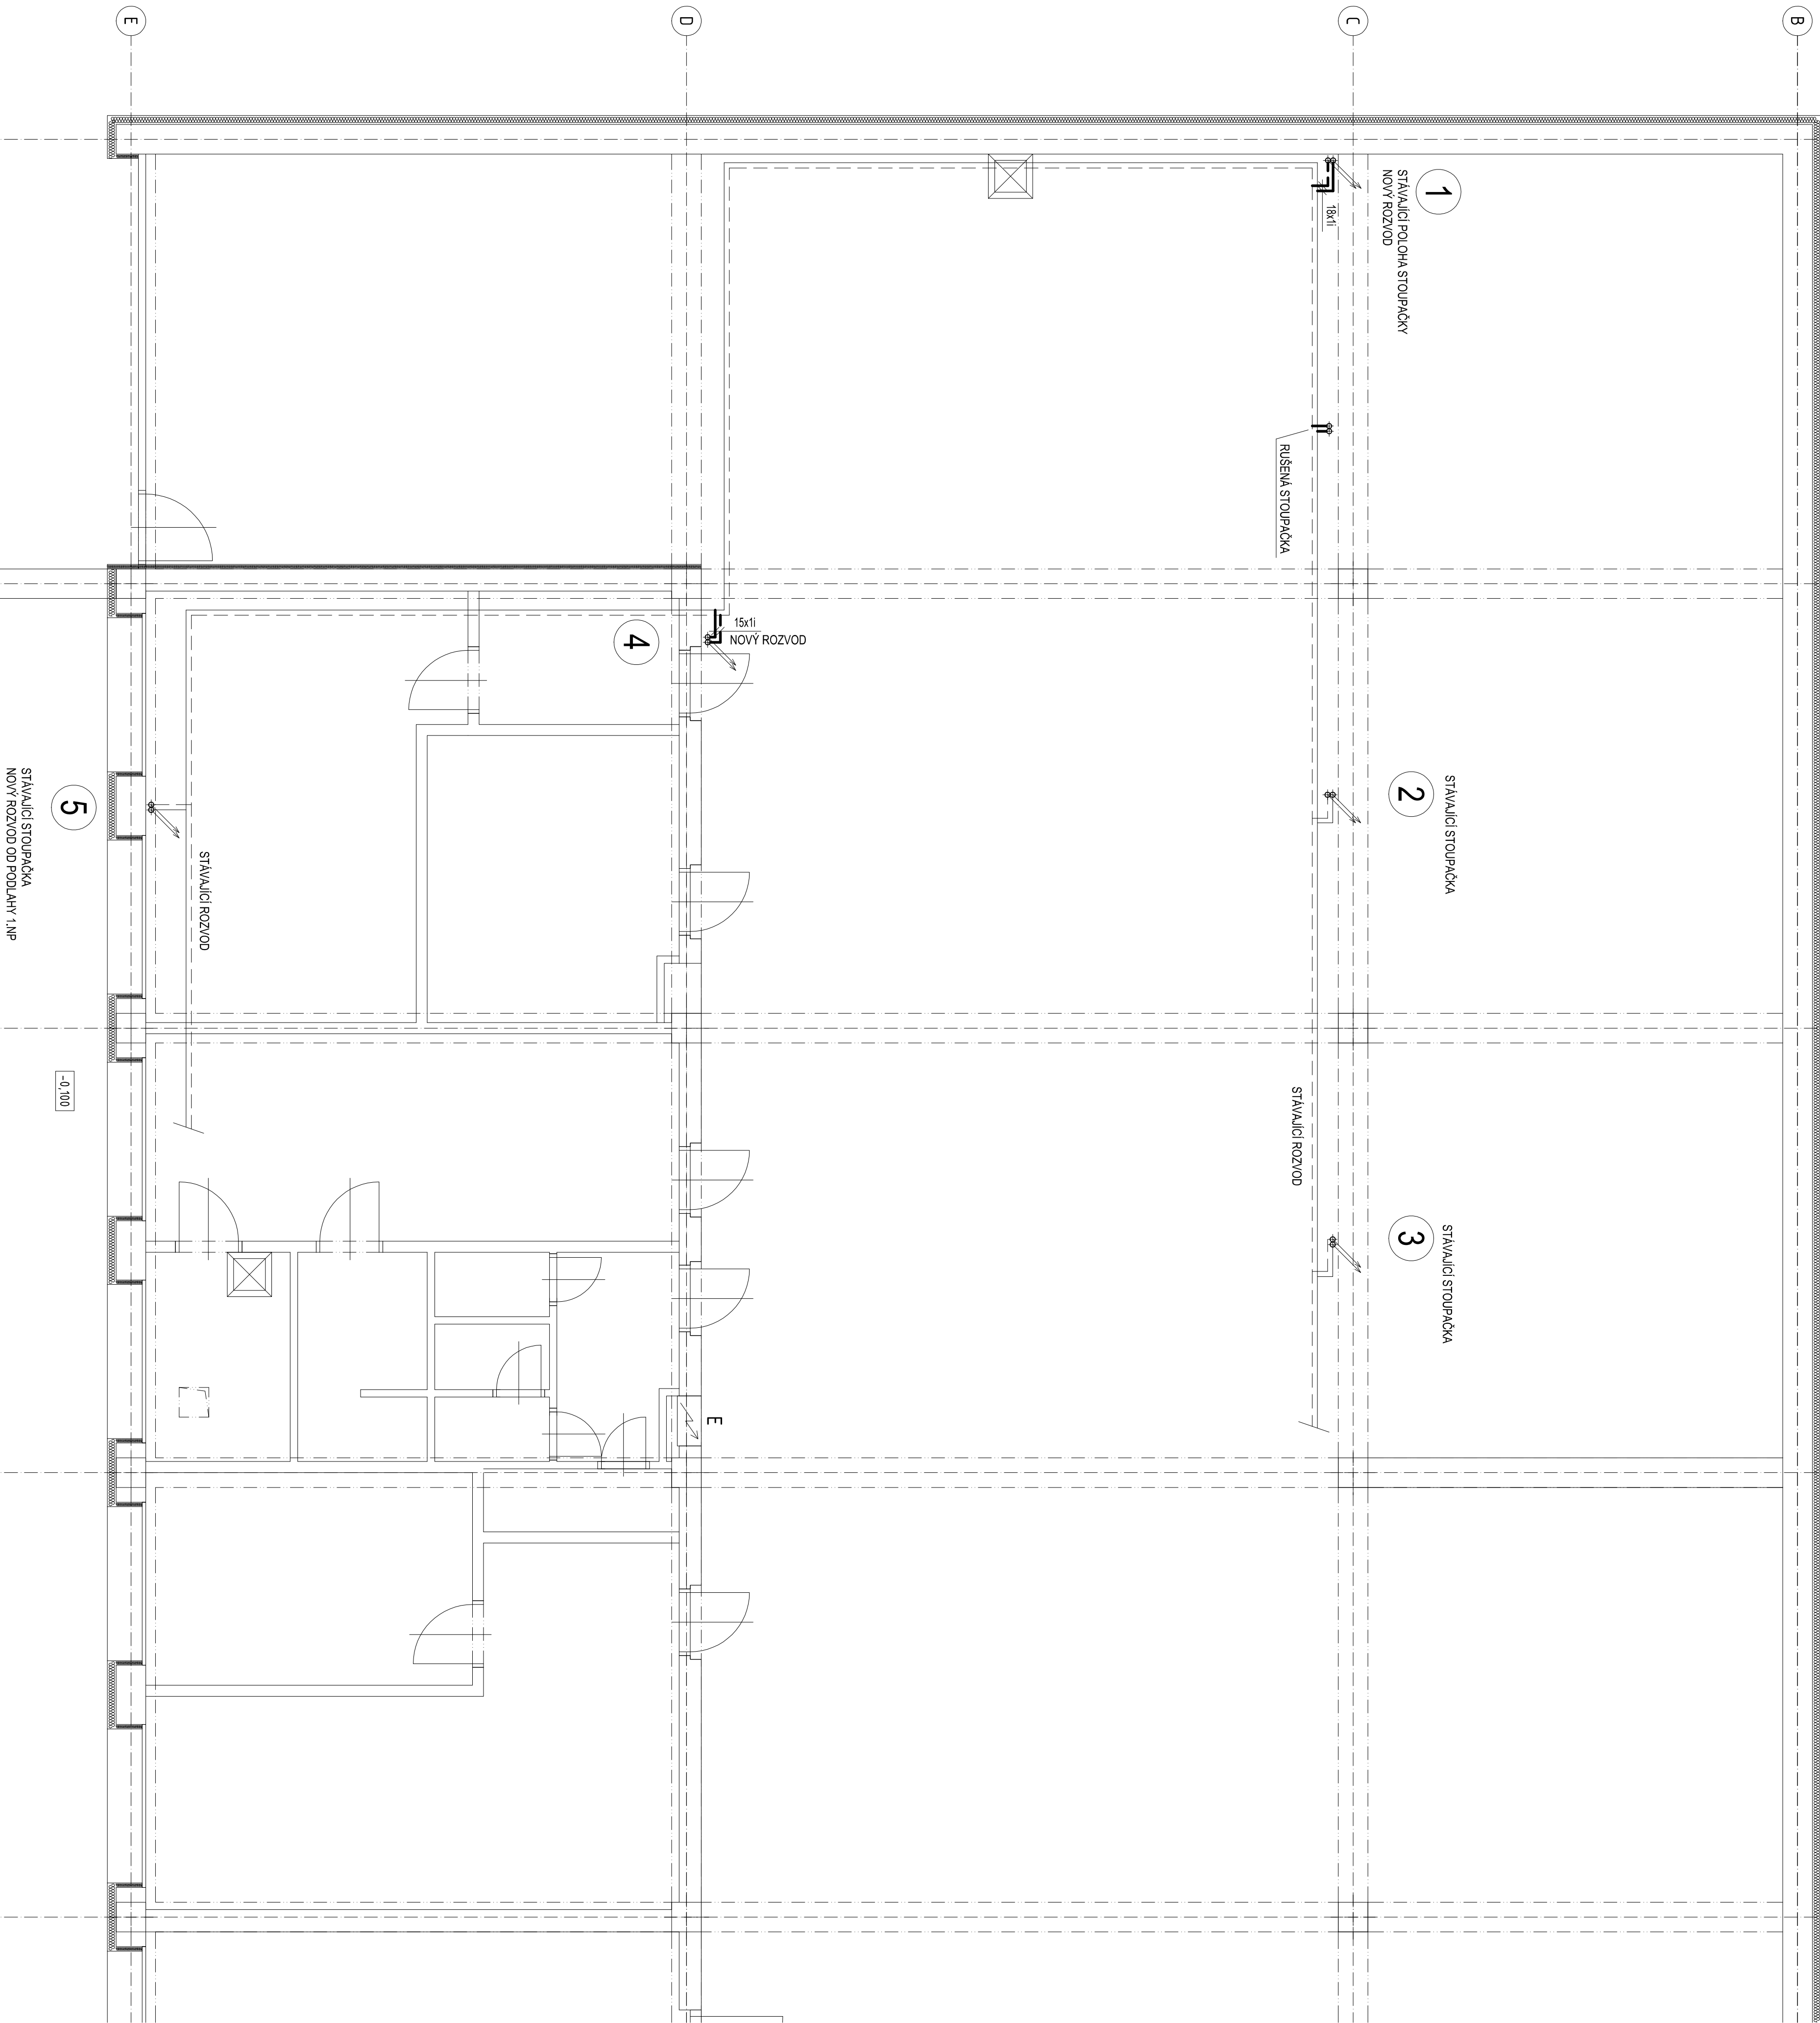 E
D
C
B
1
STÁVAJÍCÍ POLOHA STOUPAČKY
NOVÝ ROZVOD
18x1i
RUŠENÁ STOUPAČKA
15x1i
NOVÝ ROZVOD
4
2
STÁVAJÍCÍ STOUPAČKA
5
STÁVAJÍCÍ STOUPAČKA
NOVÝ ROZVOD OD PODLAHY 1.NP
STÁVAJÍCÍ ROZVOD
-0,100
STÁVAJÍCÍ ROZVOD
3
STÁVAJÍCÍ STOUPAČKA
E